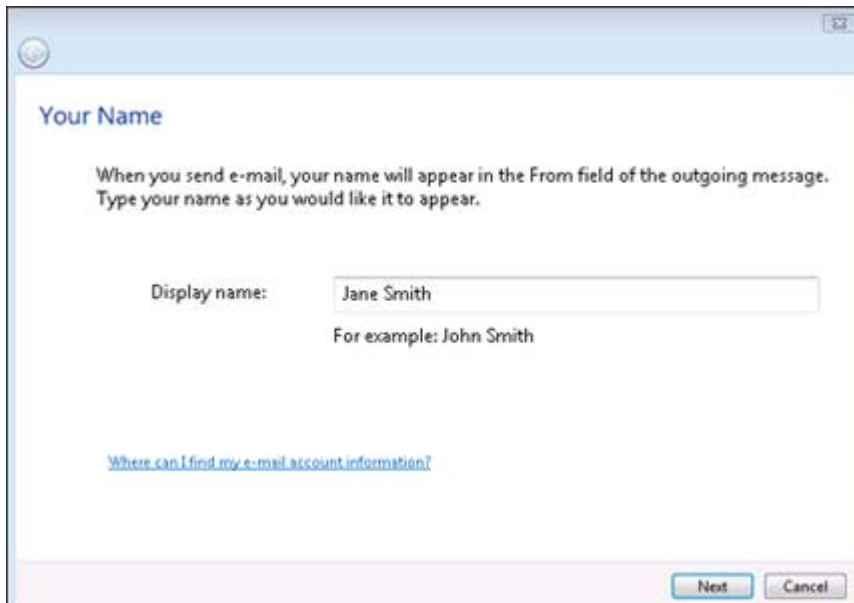 Your Name
When you send e-mail, your name will appear in the From field of the outgoing message.
Type your name as you would like it to appear.
Display name: Jane Smith
For example: John Smith
Where can I find my e-mail account information?
Next Cancel